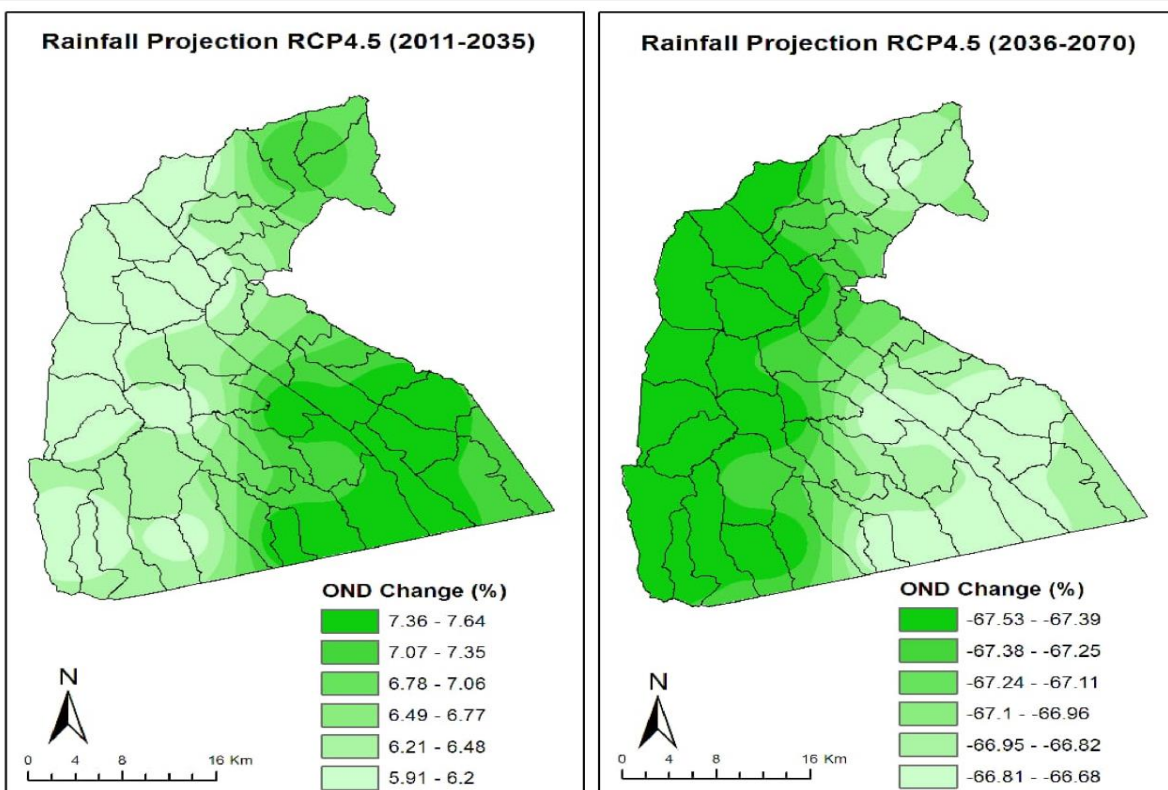 Rainfall Projection RCP4.5 (2011-2035)
OND Change (%)
7.36 - 7.64
7.07 - 7.35
6.78 - 7.06
6.49 - 6.77
6.21 - 6.48
5.91 - 6.2
N
0 4 8 16 Km
Rainfall Projection RCP4.5 (2036-2070)
OND Change (%)
-67.53 - -67.39
-67.38 - -67.25
-67.24 - -67.11
-67.1 - -66.96
-66.95 - -66.82
-66.81 - -66.68
N
0 4 8 16 Km